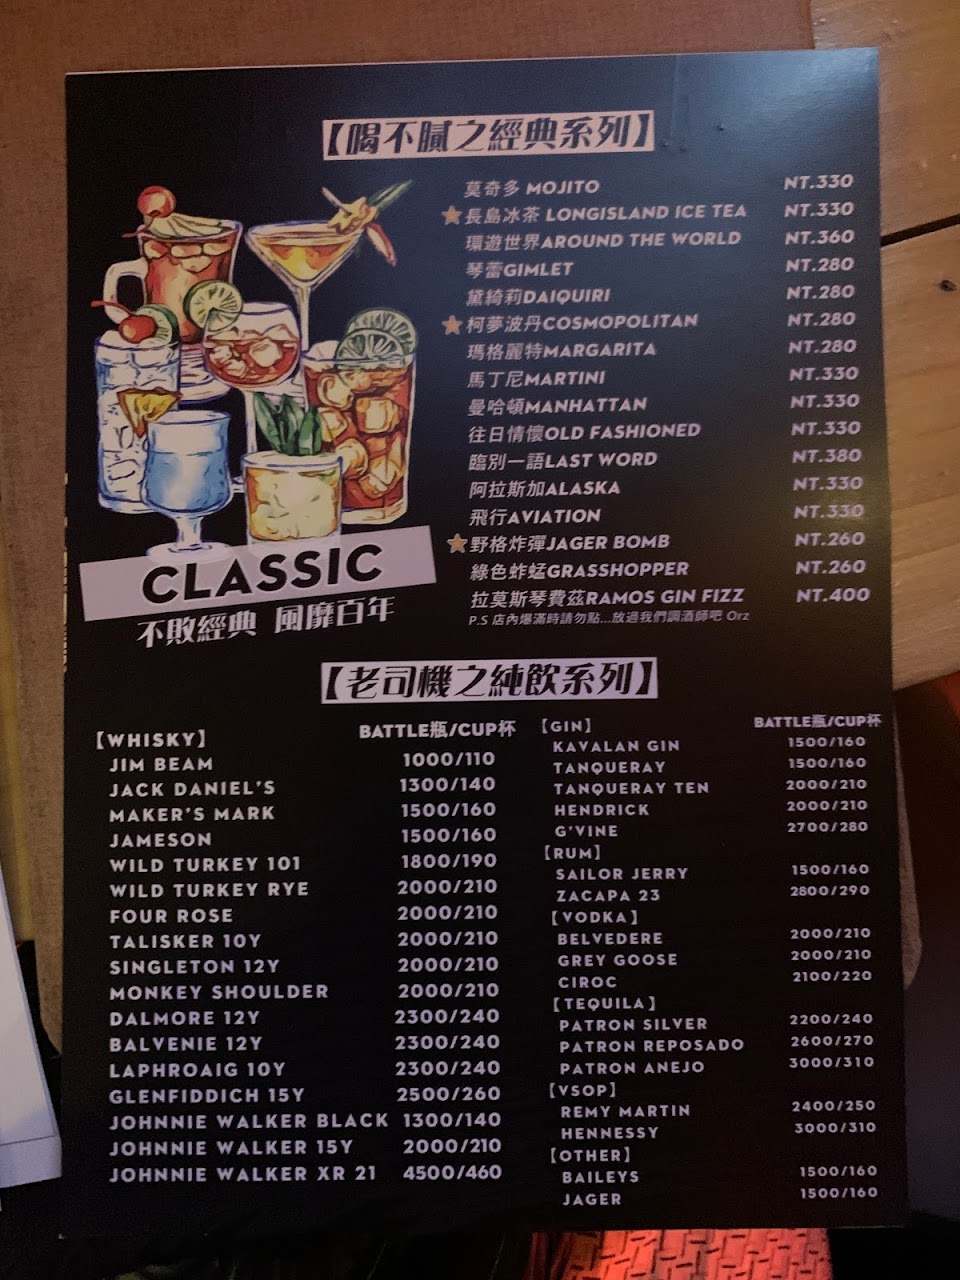 【喝不膩之經典系列】
莫奇多 MOJITO NT.330
長島冰茶 LONGISLAND ICE TEA NT.330
環遊世界AROUND THE WORLD NT.360
琴蕾GIMLET NT.280
黛綺莉DAIQUIRI NT.280
柯夢波丹COSMOPOLITAN NT.280
瑪格麗特MARGARITA NT.280
馬丁尼MARTINI NT.330
曼哈頓MANHATTAN NT.330
往日情懷OLD FASHIONED NT.330
臨別一語LAST WORD NT.380
阿拉斯加ALASKA NT.330
飛行AVIATION NT.330
野格炸彈JAGER BOMB NT.260
綠色蚱蜢GRASSHOPPER NT.260
拉莫斯琴費茲RAMOS GIN FIZZ NT.400
P.S 店內爆滿時請勿點...放過我們調酒師吧 Orz
CLASSIC
不敗經典 風靡百年
【老司機之純飲系列】
【WHISKY】 BATTLE瓶/CUP杯
JIM BEAM 1000/110
JACK DANIEL'S 1300/140
MAKER'S MARK 1500/160
JAMESON 1500/160
WILD TURKEY 101 1800/190
WILD TURKEY RYE 2000/210
FOUR ROSE 2000/210
TALISKER 10Y 2000/210
SINGLETON 12Y 2000/210
MONKEY SHOULDER 2000/210
DALMORE 12Y 2300/240
BALVENIE 12Y 2300/240
LAPHROAIG 10Y 2300/240
GLENFIDDICH 15Y 2500/260
JOHNNIE WALKER BLACK 1300/140
JOHNNIE WALKER 15Y 2000/210
JOHNNIE WALKER XR 21 4500/460
【GIN】 BATTLE瓶/CUP杯
KAVALAN GIN 1500/160
TANQUERAY 1500/160
TANQUERAY TEN 2000/210
HENDRICK 2000/210
G'VINE 2700/280
【RUM】
SAILOR JERRY 1500/160
ZACAPA 23 2800/290
【VODKA】
BELVEDERE 2000/210
GREY GOOSE 2000/210
CIROC 2100/220
【TEQUILA】
PATRON SILVER 2200/240
PATRON REPOSADO 2600/270
PATRON ANEJO 3000/310
【VSOP】
REMY MARTIN 2400/250
HENNESSY 3000/310
【OTHER】
BAILEYS 1500/160
JAGER 1500/160